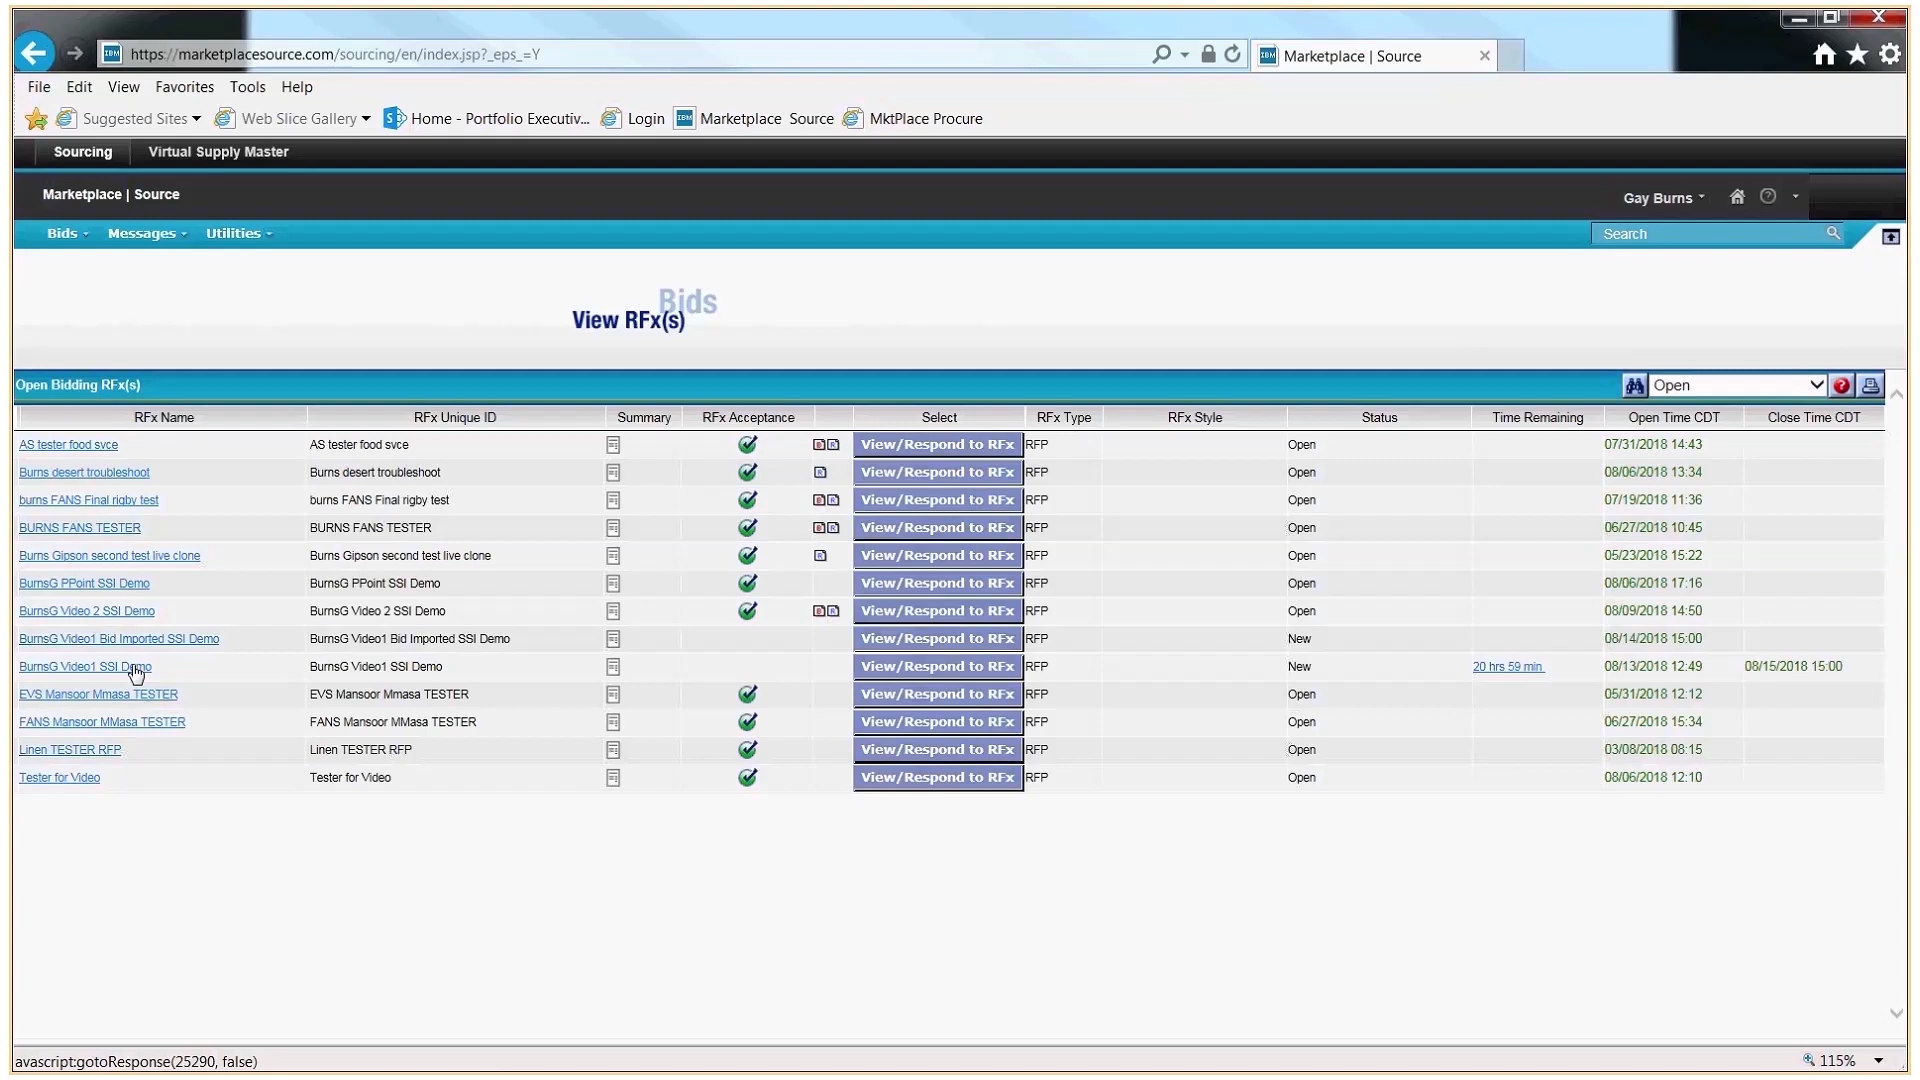 https://marketplacesource.com/sourcing/en/index.jsp?_eps_=Y
Marketplace | Source
File Edit View Favorites Tools Help
Suggested Sites Web Slice Gallery Home - Portfolio Executiv... Login Marketplace Source MktPlace Procure
Sourcing Virtual Supply Master
Marketplace | Source Gay Burns
Bids Messages Utilities Search
Bids
View RFx(s)
Open Bidding RFx(s) Open
RFx Name RFx Unique ID Summary RFx Acceptance Select RFx Type RFx Style Status Time Remaining Open Time CDT Close Time CDT
AS tester food svce AS tester food svce View/Respond to RFx RFP Open 07/31/2018 14:43
Burns desert troubleshoot Burns desert troubleshoot View/Respond to RFx RFP Open 08/06/2018 13:34
burns FANS Final rigby test burns FANS Final rigby test View/Respond to RFx RFP Open 07/19/2018 11:36
BURNS FANS TESTER BURNS FANS TESTER View/Respond to RFx RFP Open 06/27/2018 10:45
Burns Gipson second test live clone Burns Gipson second test live clone View/Respond to RFx RFP Open 05/23/2018 15:22
BurnsG PPoint SSI Demo BurnsG PPoint SSI Demo View/Respond to RFx RFP Open 08/06/2018 17:16
BurnsG Video 2 SSI Demo BurnsG Video 2 SSI Demo View/Respond to RFx RFP Open 08/09/2018 14:50
BurnsG Video1 Bid Imported SSI Demo BurnsG Video1 Bid Imported SSI Demo View/Respond to RFx RFP New 08/14/2018 15:00
BurnsG Video1 SSI Demo BurnsG Video1 SSI Demo View/Respond to RFx RFP New 20 hrs 59 min 08/13/2018 12:49 08/15/2018 15:00
EVS Mansoor Mmasa TESTER EVS Mansoor Mmasa TESTER View/Respond to RFx RFP Open 05/31/2018 12:12
FANS Mansoor MMasa TESTER FANS Mansoor MMasa TESTER View/Respond to RFx RFP Open 06/27/2018 15:34
Linen TESTER RFP Linen TESTER RFP View/Respond to RFx RFP Open 03/08/2018 08:15
Tester for Video Tester for Video View/Respond to RFx RFP Open 08/06/2018 12:10
avascript:gotoResponse(25290, false) 115%